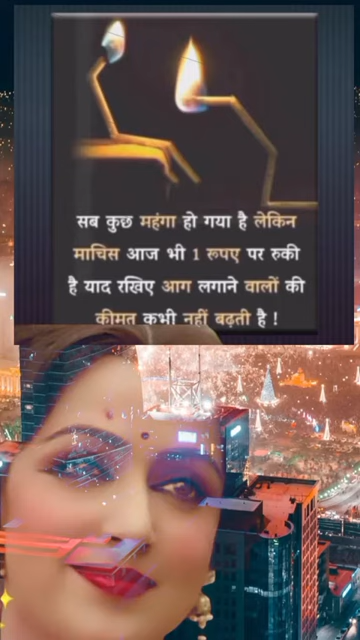 सब कुछ महंगा हो गया है लेकिन
माचिस आज भी 1 रूपए पर रुकी
है याद रखिए आग लगाने वालों की
कीमत कभी नहीं बढ़ती है !